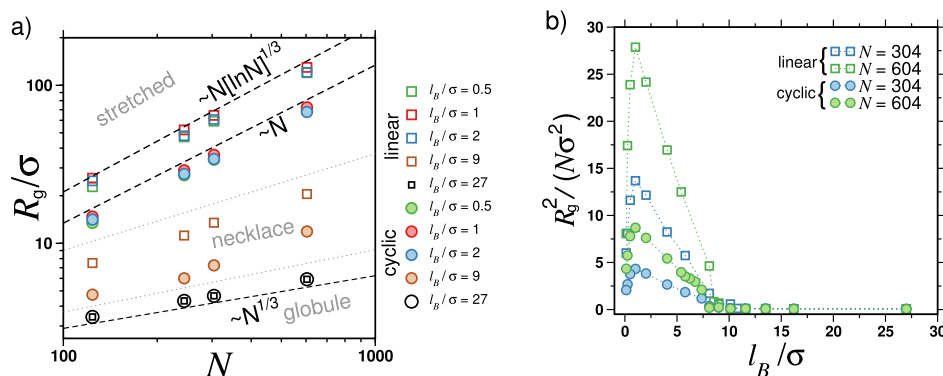 a)
R_g/σ
100
10
100
N
1000
stretched
~N[lnN]^1/3
~N
necklace
~N^1/3
globule
linear
l_B/σ = 0.5
l_B/σ = 1
l_B/σ = 2
l_B/σ = 9
l_B/σ = 27
cyclic
l_B/σ = 0.5
l_B/σ = 1
l_B/σ = 2
l_B/σ = 9
l_B/σ = 27
b)
R_g^2/(Nσ^2)
30
25
20
15
10
5
0
0 5 10 15 20 25 30
l_B/σ
linear { N = 304
N = 604
cyclic { N = 304
N = 604